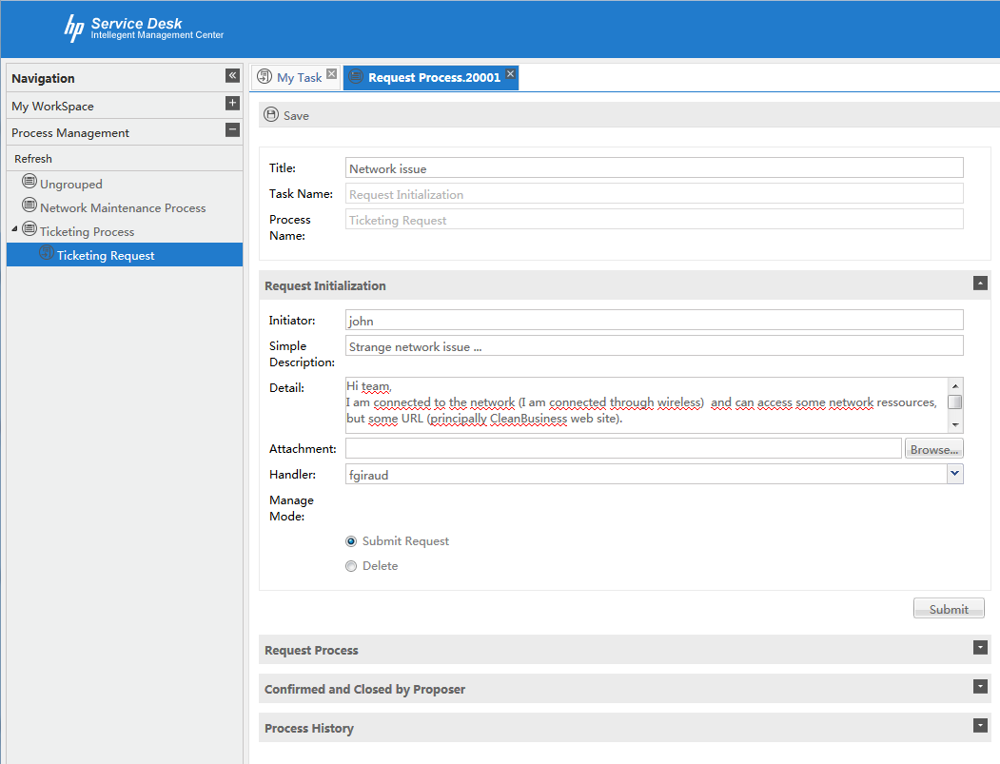 hp Service Desk
Intellegent Management Center
Navigation
My WorkSpace
Process Management
Refresh
Ungrouped
Network Maintenance Process
Ticketing Process
Ticketing Request
My Task
Request Process.20001
Save
Title: Network issue
Task Name: Request Initialization
Process Name: Ticketing Request
Request Initialization
Initiator: john
Simple Description: Strange network issue ...
Detail: Hi team,
I am connected to the network (I am connected through wireless)  and can access some network ressources,
but some URL (principally CleanBusiness web site).
Attachment: Browse...
Handler: fgiraud
Manage Mode:
Submit Request
Delete
Submit
Request Process
Confirmed and Closed by Proposer
Process History